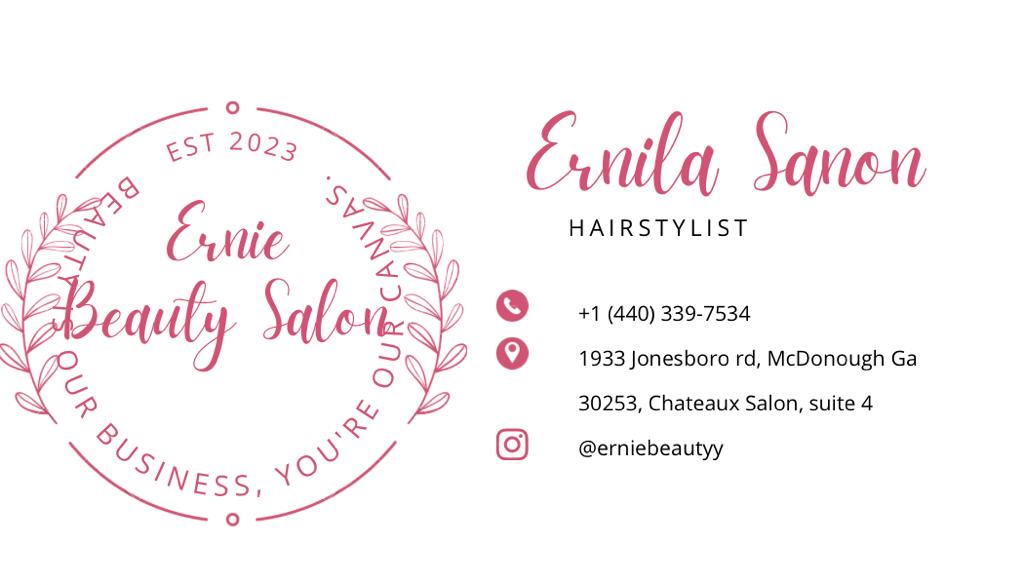 EST 2023
Ernie
Beauty Salon
BEAUTY IS OUR BUSINESS, YOU'RE OUR CANVAS.
Ernila Sanon
HAIRSTYLIST
+1 (440) 339-7534
1933 Jonesboro rd, McDonough Ga
30253, Chateaux Salon, suite 4
@erniebeautyy